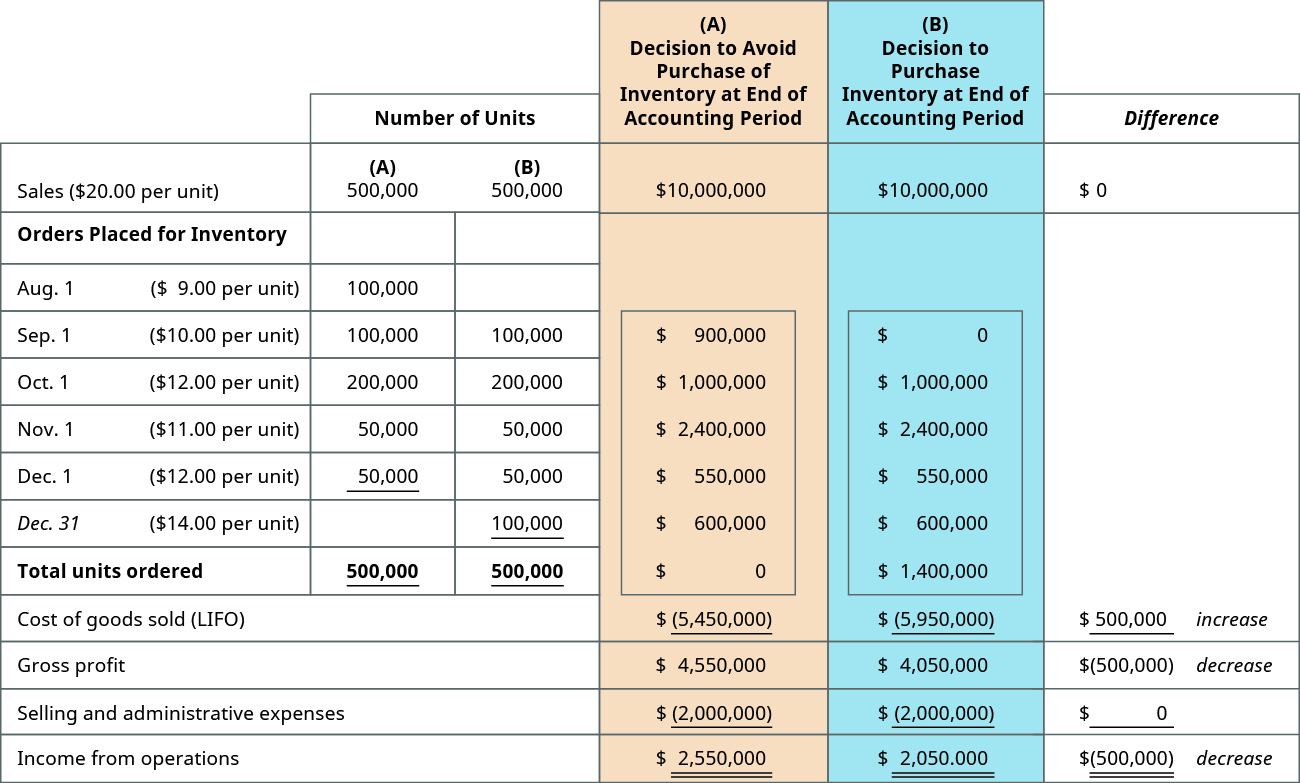 (A)
Decision to Avoid
Purchase of
Inventory at End of
Accounting Period
(B)
Decision to
Purchase
Inventory at End of
Accounting Period
Number of Units
Difference
(A) (B)
Sales ($20.00 per unit) 500,000 500,000 $10,000,000 $10,000,000 $ 0
Orders Placed for Inventory
Aug. 1 ($ 9.00 per unit) 100,000
Sep. 1 ($10.00 per unit) 100,000 100,000 $ 900,000 $ 0
Oct. 1 ($12.00 per unit) 200,000 200,000 $ 1,000,000 $ 1,000,000
Nov. 1 ($11.00 per unit) 50,000 50,000 $ 2,400,000 $ 2,400,000
Dec. 1 ($12.00 per unit) 50,000 50,000 $ 550,000 $ 550,000
Dec. 31 ($14.00 per unit) 100,000 $ 600,000 $ 600,000
Total units ordered 500,000 500,000 $ 0 $ 1,400,000
Cost of goods sold (LIFO) $ (5,450,000) $ (5,950,000) $ 500,000 increase
Gross profit $ 4,550,000 $ 4,050,000 $(500,000) decrease
Selling and administrative expenses $ (2,000,000) $ (2,000,000) $ 0
Income from operations $ 2,550,000 $ 2,050.000 $(500,000) decrease